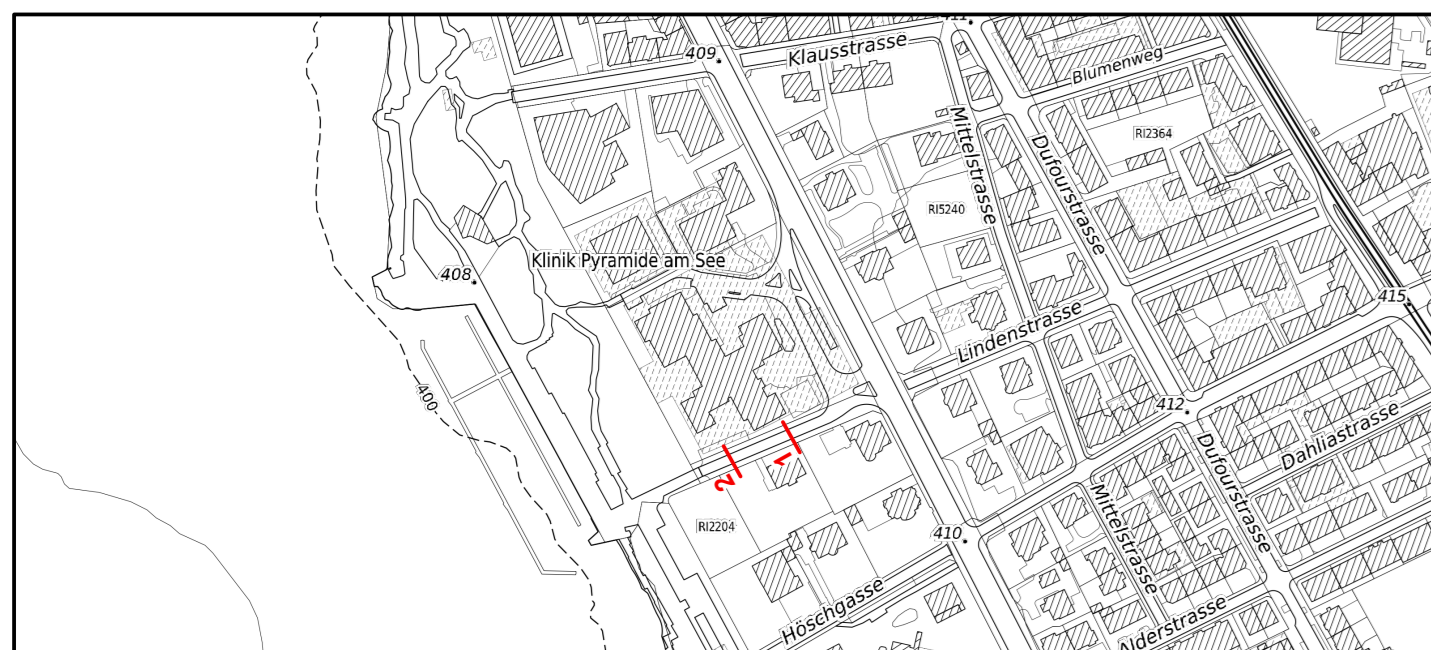 411
409
Klausstrasse
Blumenweg
Mittelstrasse
Dufourstrasse
RI2364
RI5240
Klinik Pyramide am See
408
415
Lindenstrasse
400
412
Dahliastrasse
1
2
Dufourstrasse
Mittelstrasse
RI2204
410
Höschgasse
Alderstrasse